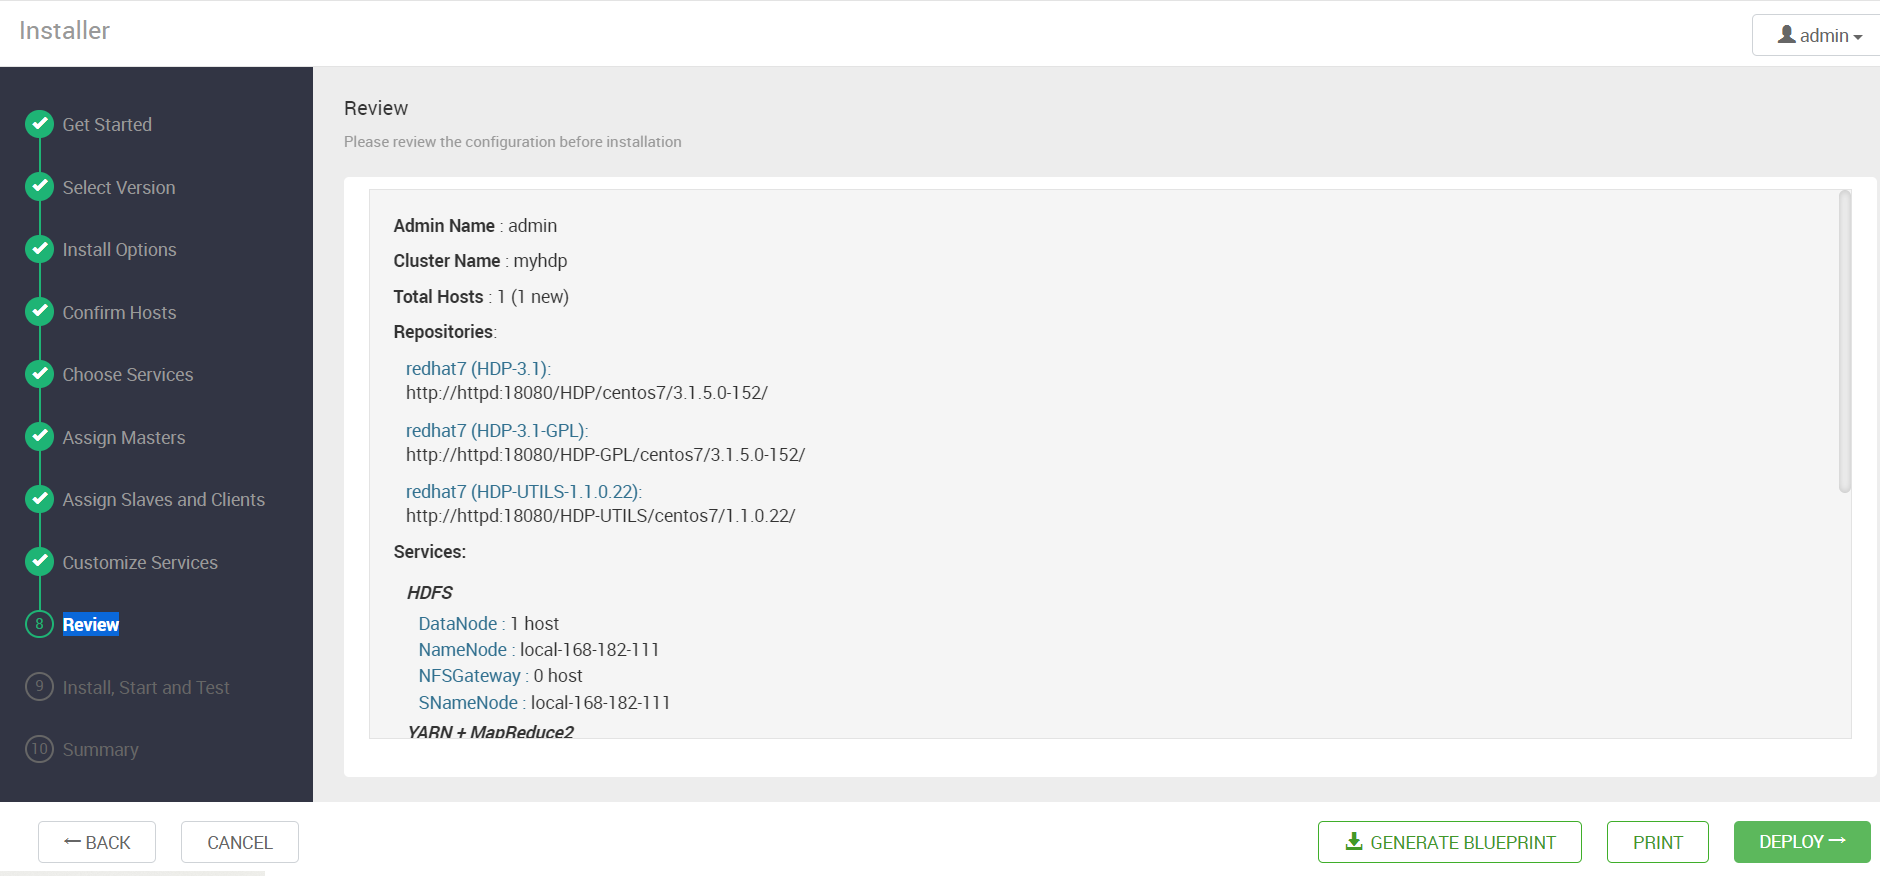 Installer
admin
Get Started
Select Version
Install Options
Confirm Hosts
Choose Services
Assign Masters
Assign Slaves and Clients
Customize Services
8 Review
9 Install, Start and Test
10 Summary
Review
Please review the configuration before installation
Admin Name : admin
Cluster Name : myhdp
Total Hosts : 1 (1 new)
Repositories:
redhat7 (HDP-3.1):
http://httpd:18080/HDP/centos7/3.1.5.0-152/
redhat7 (HDP-3.1-GPL):
http://httpd:18080/HDP-GPL/centos7/3.1.5.0-152/
redhat7 (HDP-UTILS-1.1.0.22):
http://httpd:18080/HDP-UTILS/centos7/1.1.0.22/
Services:
HDFS
DataNode : 1 host
NameNode : local-168-182-111
NFSGateway : 0 host
SNameNode : local-168-182-111
YARN + MapReduce2
← BACK
CANCEL
GENERATE BLUEPRINT
PRINT
DEPLOY →